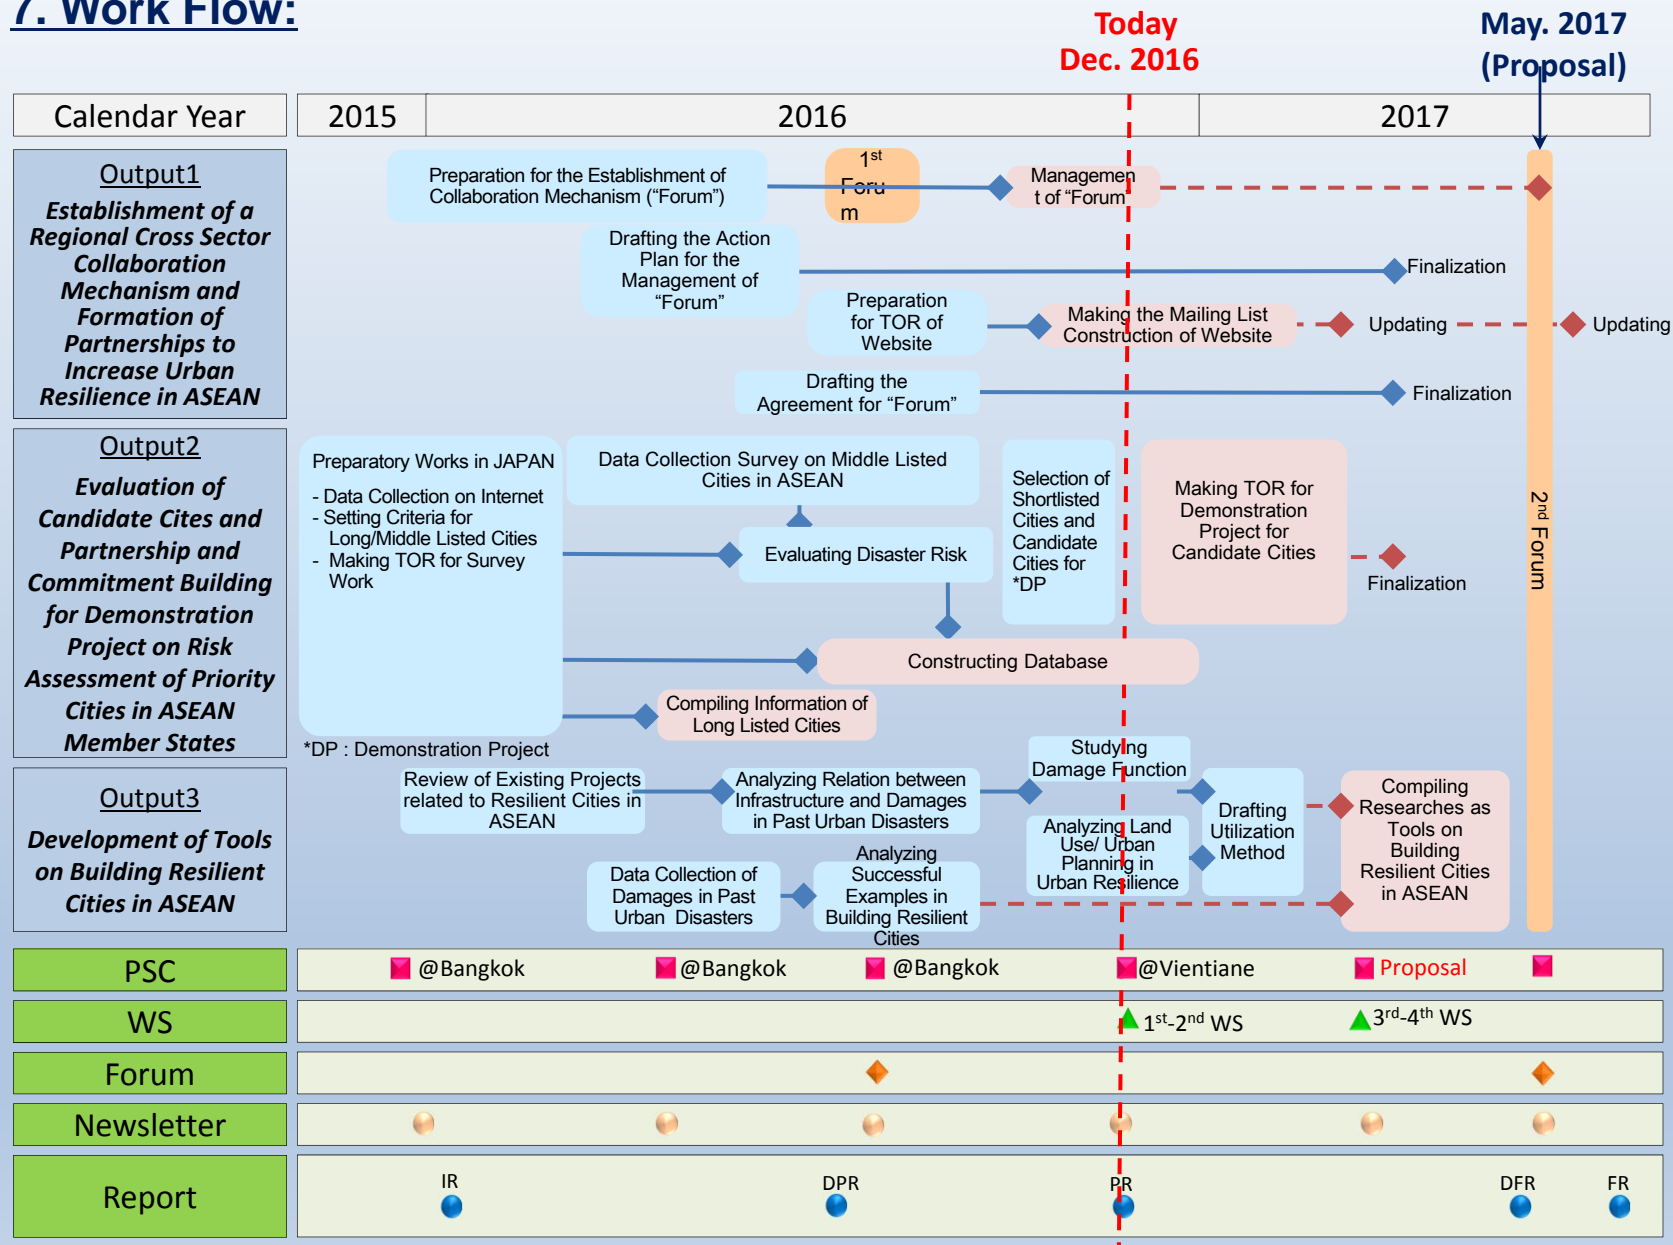 7. Work Flow:
Today
Dec. 2016
May. 2017
(Proposal)
Calendar Year
2015
2016
2017
Output1
Establishment of a
Regional Cross Sector
Collaboration
Mechanism and
Formation of
Partnerships to
Increase Urban
Resilience in ASEAN
Preparation for the Establishment of
Collaboration Mechanism (“Forum”)
1st
Foru
m
Managemen
t of “Forum”
Drafting the Action
Plan for the
Management of
“Forum”
Finalization
Preparation
for TOR of
Website
Making the Mailing List
Construction of Website
Updating
Updating
Drafting the
Agreement for “Forum”
Finalization
2nd Forum
Output2
Evaluation of
Candidate Cites and
Partnership and
Commitment Building
for Demonstration
Project on Risk
Assessment of Priority
Cities in ASEAN
Member States
Preparatory Works in JAPAN
- Data Collection on Internet
- Setting Criteria for
Long/Middle Listed Cities
- Making TOR for Survey
Work
Data Collection Survey on Middle Listed
Cities in ASEAN
Evaluating Disaster Risk
Selection of
Shortlisted
Cities and
Candidate
Cities for
*DP
Making TOR for
Demonstration
Project for
Candidate Cities
Finalization
Constructing Database
Compiling Information of
Long Listed Cities
*DP : Demonstration Project
Output3
Development of Tools
on Building Resilient
Cities in ASEAN
Review of Existing Projects
related to Resilient Cities in
ASEAN
Analyzing Relation between
Infrastructure and Damages
in Past Urban Disasters
Studying
Damage Function
Analyzing Land
Use/ Urban
Planning in
Urban Resilience
Drafting
Utilization
Method
Compiling
Researches as
Tools on
Building
Resilient Cities
in ASEAN
Data Collection of
Damages in Past
Urban Disasters
Analyzing
Successful
Examples in
Building Resilient
Cities
PSC
@Bangkok
@Bangkok
@Bangkok
@Vientiane
Proposal
WS
1st-2nd WS
3rd-4th WS
Forum
Newsletter
Report
IR
DPR
PR
DFR
FR